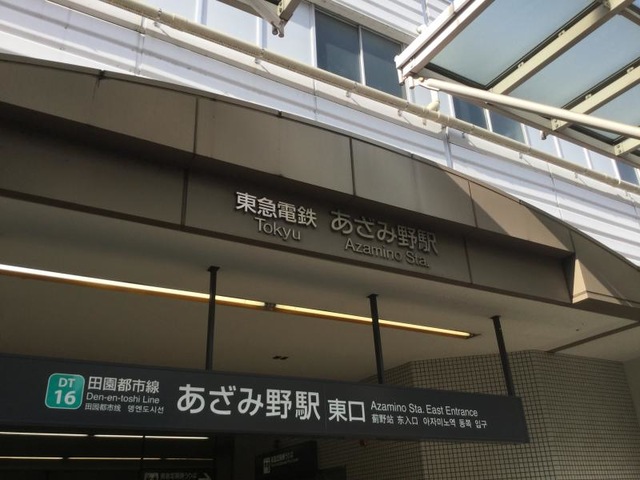 東急電鉄 あざみ野駅
Tokyu Azamino Sta.
DT 16
田園都市線
Den-en-toshi Line
田园都市线 덴엔도시선
あざみ野駅 東口
Azamino Sta. East Entrance
蓟野站 东入口 아자미노역 동쪽 입구